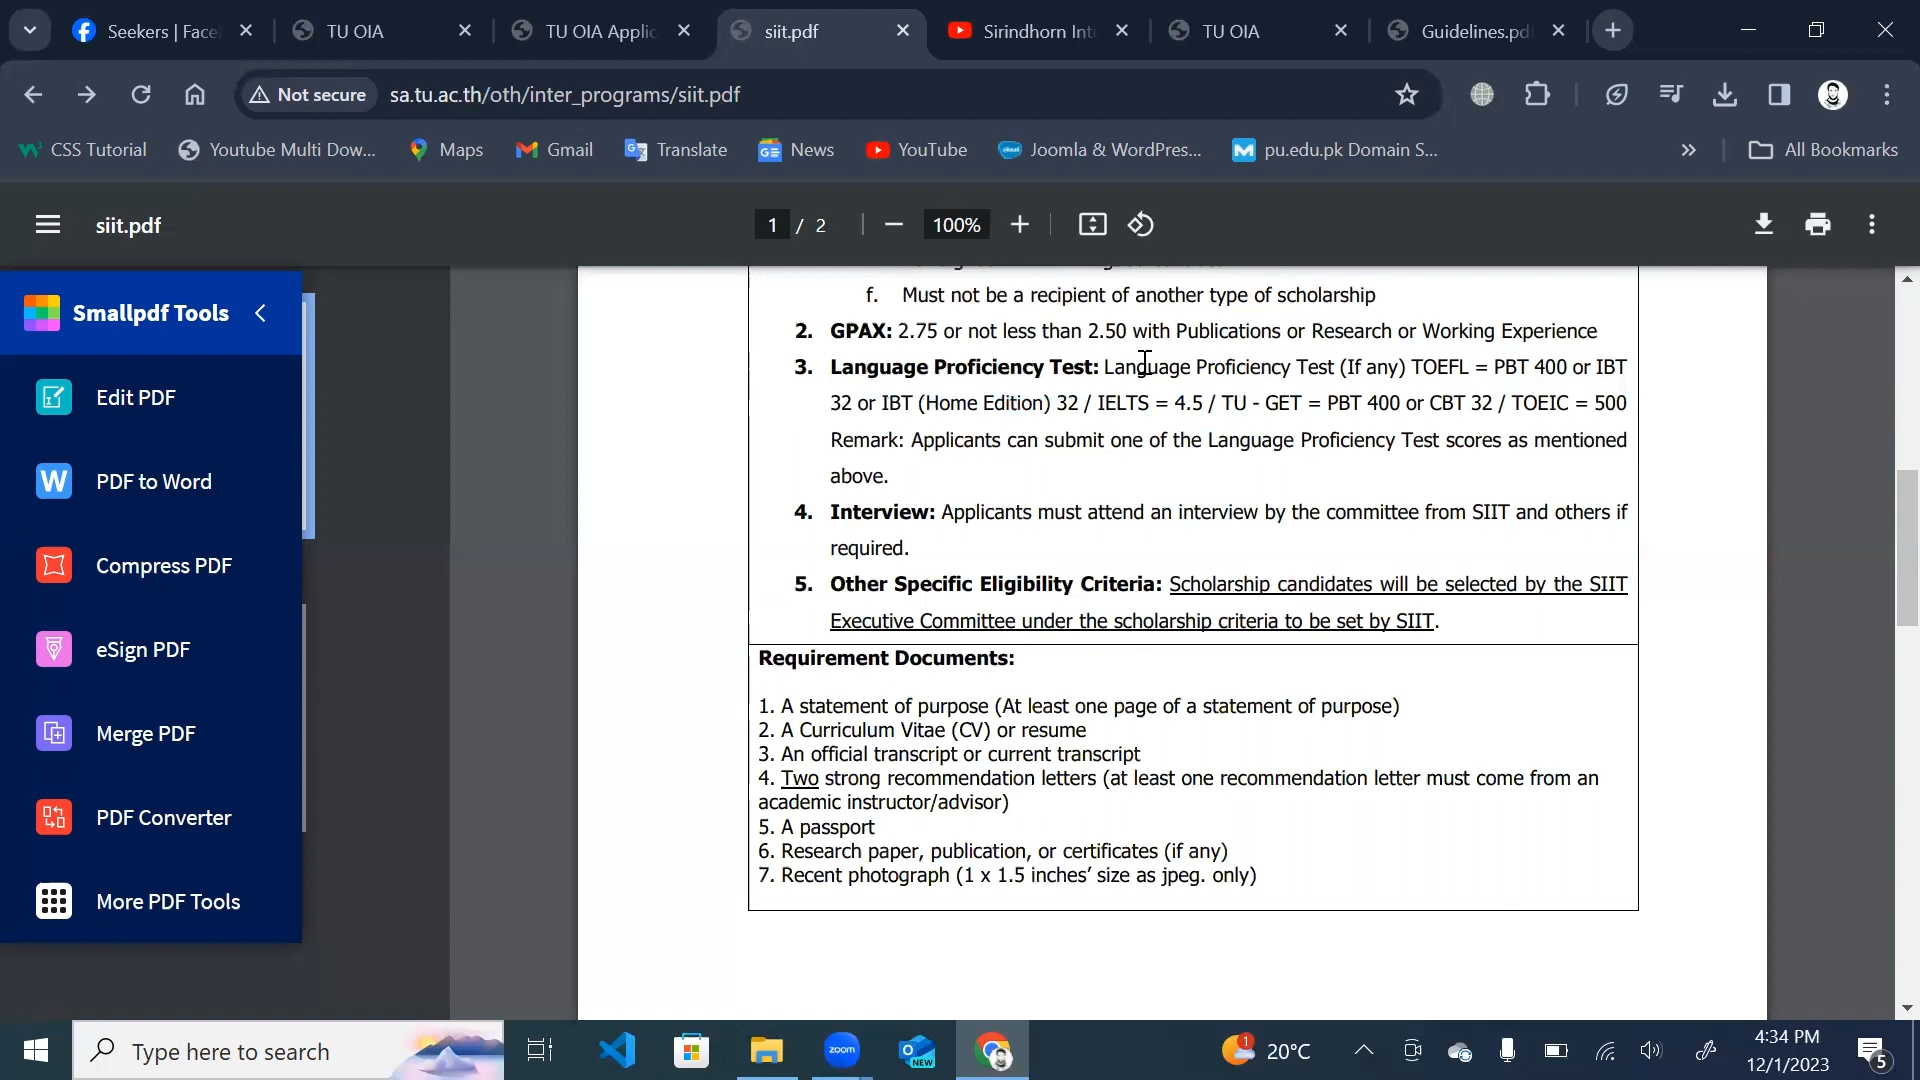 Seekers | Face
TU OIA
TU OIA Applic
siit.pdf
Sirindhorn Int
TU OIA
Guidelines.pd
Not secure
sa.tu.ac.th/oth/inter_programs/siit.pdf
CSS Tutorial
Youtube Multi Dow...
Maps
Gmail
Translate
News
YouTube
Joomla & WordPres...
pu.edu.pk Domain S...
All Bookmarks
siit.pdf
1 / 2
100%
Smallpdf Tools
Edit PDF
PDF to Word
Compress PDF
eSign PDF
Merge PDF
PDF Converter
More PDF Tools
f. Must not be a recipient of another type of scholarship
2. GPAX: 2.75 or not less than 2.50 with Publications or Research or Working Experience
3. Language Proficiency Test: Language Proficiency Test (If any) TOEFL = PBT 400 or IBT
32 or IBT (Home Edition) 32 / IELTS = 4.5 / TU - GET = PBT 400 or CBT 32 / TOEIC = 500
Remark: Applicants can submit one of the Language Proficiency Test scores as mentioned
above.
4. Interview: Applicants must attend an interview by the committee from SIIT and others if
required.
5. Other Specific Eligibility Criteria: Scholarship candidates will be selected by the SIIT
Executive Committee under the scholarship criteria to be set by SIIT.
Requirement Documents:
1. A statement of purpose (At least one page of a statement of purpose)
2. A Curriculum Vitae (CV) or resume
3. An official transcript or current transcript
4. Two strong recommendation letters (at least one recommendation letter must come from an
academic instructor/advisor)
5. A passport
6. Research paper, publication, or certificates (if any)
7. Recent photograph (1 x 1.5 inches' size as jpeg. only)
Type here to search
zoom
NEW
1
20°C
4:34 PM
12/1/2023
5